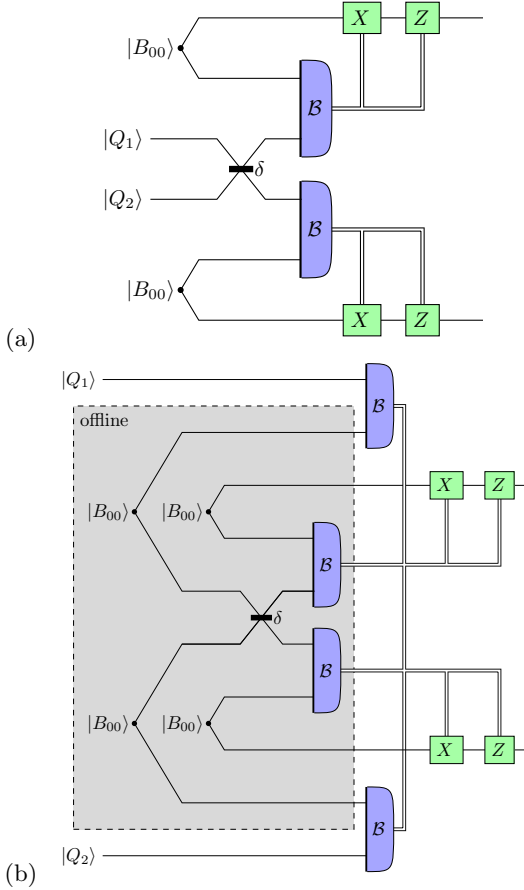 X Z
|B₀₀⟩
ℬ
|Q₁⟩
δ
|Q₂⟩
ℬ
|B₀₀⟩
X Z
(a)
|Q₁⟩
ℬ
offline
X Z
|B₀₀⟩ |B₀₀⟩
ℬ
δ
ℬ
|B₀₀⟩ |B₀₀⟩
X Z
ℬ
|Q₂⟩
(b)